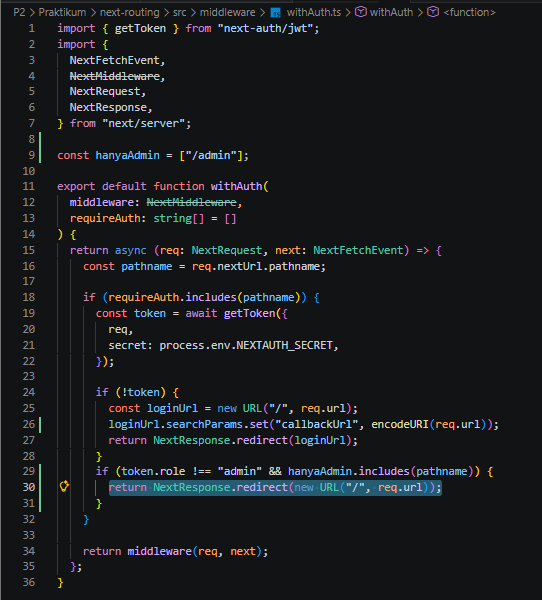 P2 > Praktikum > next-routing > src > middleware > withAuth.ts > withAuth > <function>
1 import { getToken } from "next-auth/jwt";
2 import {
3   NextFetchEvent,
4   NextMiddleware,
5   NextRequest,
6   NextResponse,
7 } from "next/server";
8
9 const hanyaAdmin = ["/admin"];
10
11 export default function withAuth(
12   middleware: NextMiddleware,
13   requireAuth: string[] = []
14 ) {
15   return async (req: NextRequest, next: NextFetchEvent) => {
16     const pathname = req.nextUrl.pathname;
17
18     if (requireAuth.includes(pathname)) {
19       const token = await getToken({
20         req,
21         secret: process.env.NEXTAUTH_SECRET,
22       });
23
24       if (!token) {
25         const loginUrl = new URL("/", req.url);
26         loginUrl.searchParams.set("callbackUrl", encodeURI(req.url));
27         return NextResponse.redirect(loginUrl);
28       }
29       if (token.role !== "admin" && hanyaAdmin.includes(pathname)) {
30         return NextResponse.redirect(new URL("/", req.url));
31       }
32     }
33
34     return middleware(req, next);
35   };
36 }